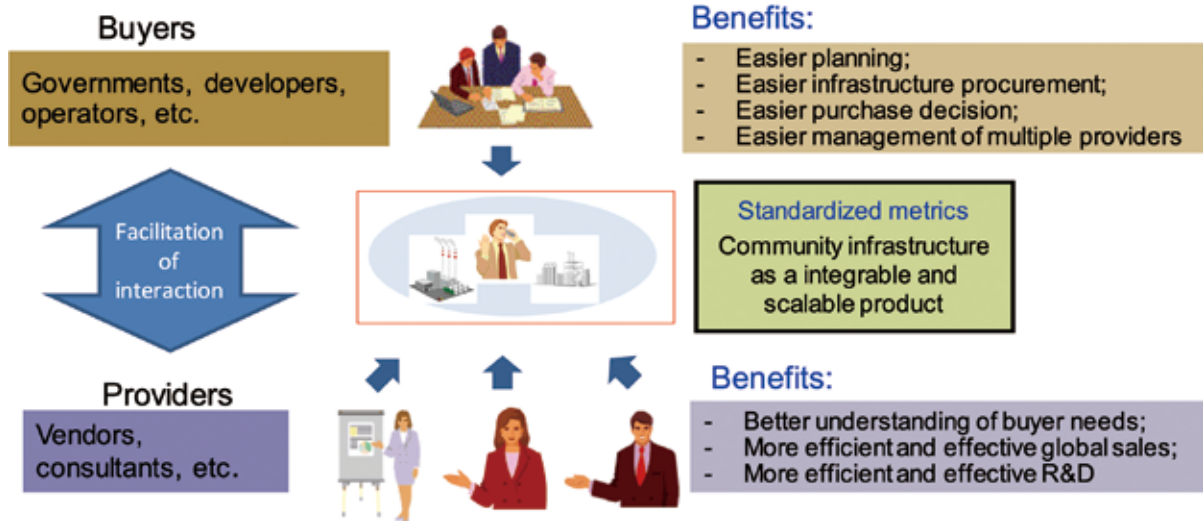 Buyers
Governments, developers,
operators, etc.
Benefits:
- Easier planning;
- Easier infrastructure procurement;
- Easier purchase decision;
- Easier management of multiple providers
Facilitation
of
interaction
Standardized metrics
Community infrastructure
as a integrable and
scalable product
Providers
Vendors,
consultants, etc.
Benefits:
- Better understanding of buyer needs;
- More efficient and effective global sales;
- More efficient and effective R&D